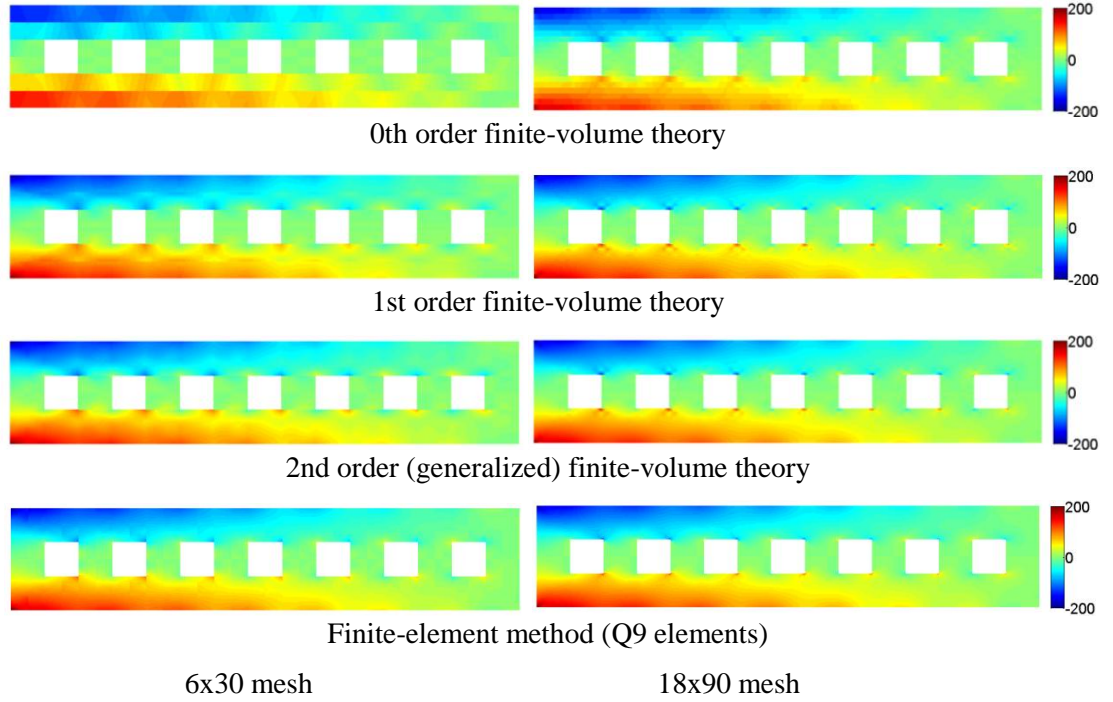 200
0
-200
0th order finite-volume theory
200
0
-200
1st order finite-volume theory
200
0
-200
2nd order (generalized) finite-volume theory
200
0
-200
Finite-element method (Q9 elements)
6x30 mesh 18x90 mesh